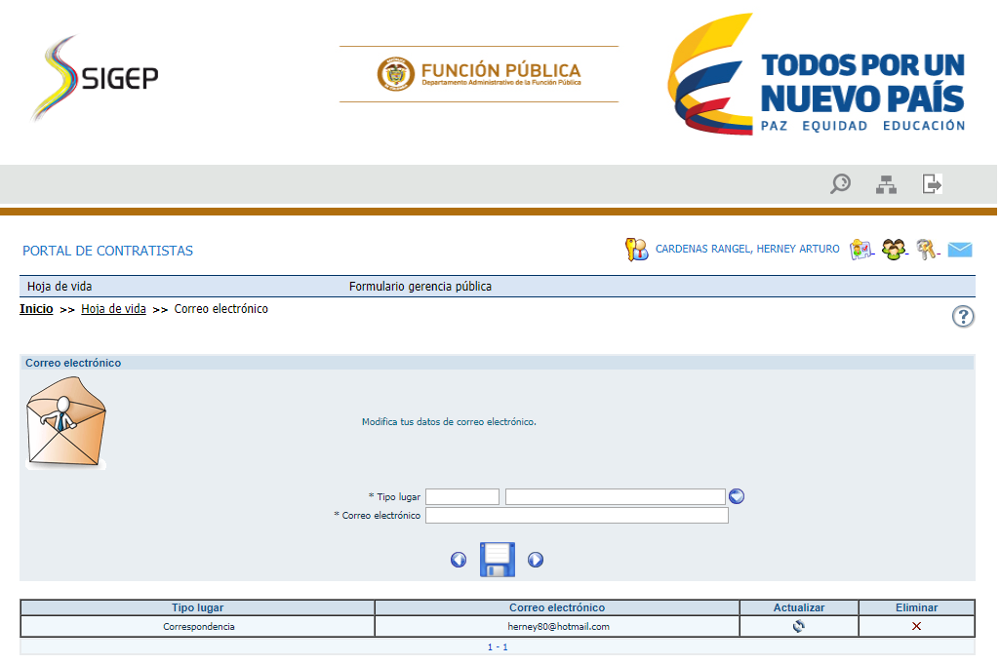 SIGEP
FUNCIÓN PÚBLICA
Departamento Administrativo de la Función Pública
TODOS POR UN
NUEVO PAÍS
PAZ EQUIDAD EDUCACIÓN
PORTAL DE CONTRATISTAS
CARDENAS RANGEL, HERNEY ARTURO
Hoja de vida Formulario gerencia pública
Inicio >> Hoja de vida >> Correo electrónico
?
Correo electrónico
Modifica tus datos de correo electrónico.
* Tipo lugar
* Correo electrónico
Tipo lugar Correo electrónico Actualizar Eliminar
Correspondencia herney80@hotmail.com
1 - 1